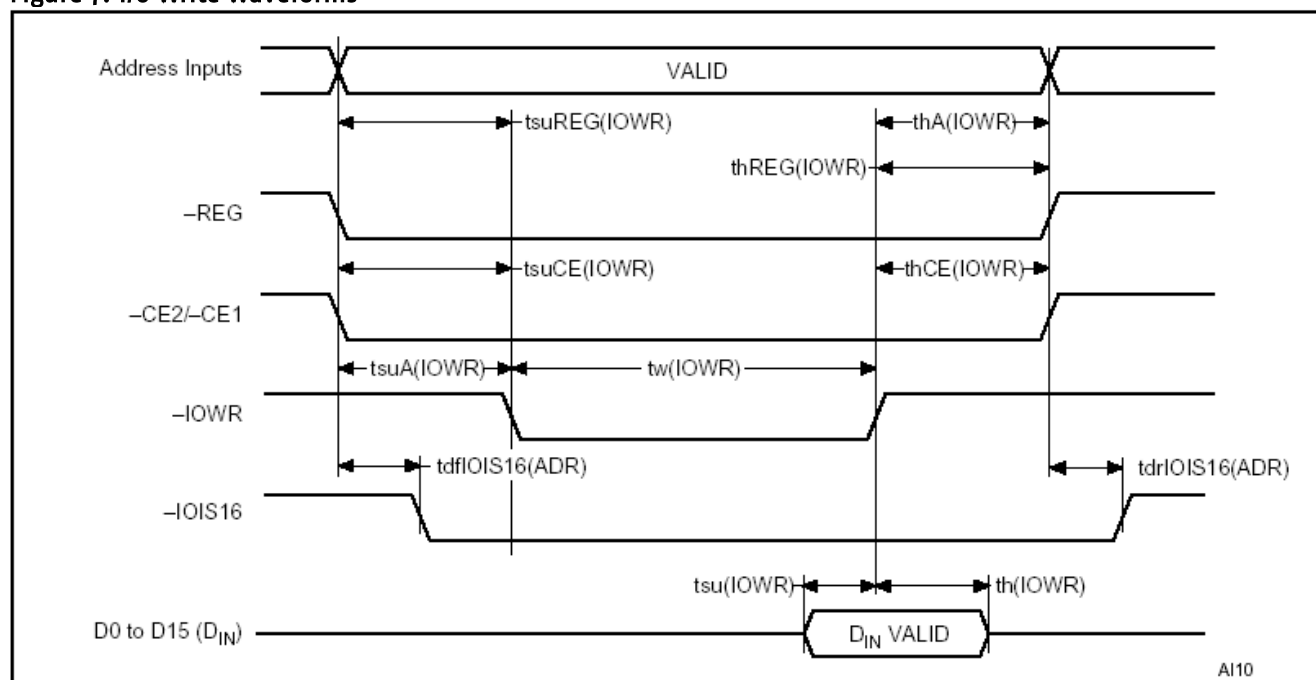 Figure 7. I/O write waveforms
Address Inputs
VALID
tsuREG(IOWR)
thA(IOWR)
thREG(IOWR)
–REG
tsuCE(IOWR)
thCE(IOWR)
–CE2/–CE1
tsuA(IOWR)
tw(IOWR)
–IOWR
tdfIOIS16(ADR)
tdrIOIS16(ADR)
–IOIS16
tsu(IOWR)
th(IOWR)
D0 to D15 (DIN)
DIN VALID
AI10